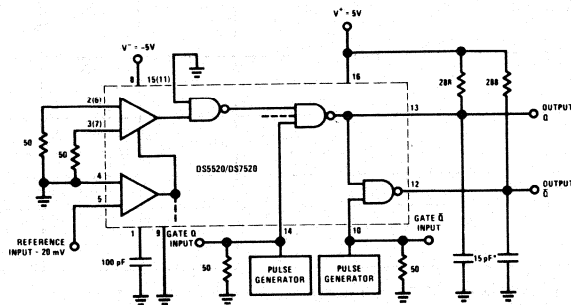 V⁻ = -5V
V⁺ = 5V
8
15(11)
16
2(6)
3(7)
50
50
4
5
DS5520/DS7520
28R
288
13
OUTPUT
Q
12
OUTPUT
Q̄
REFERENCE
INPUT - 20 mV
1
9
100 pF
GATE Q
INPUT
14
10
GATE Q̄
INPUT
50
PULSE
GENERATOR
PULSE
GENERATOR
50
15 pF*